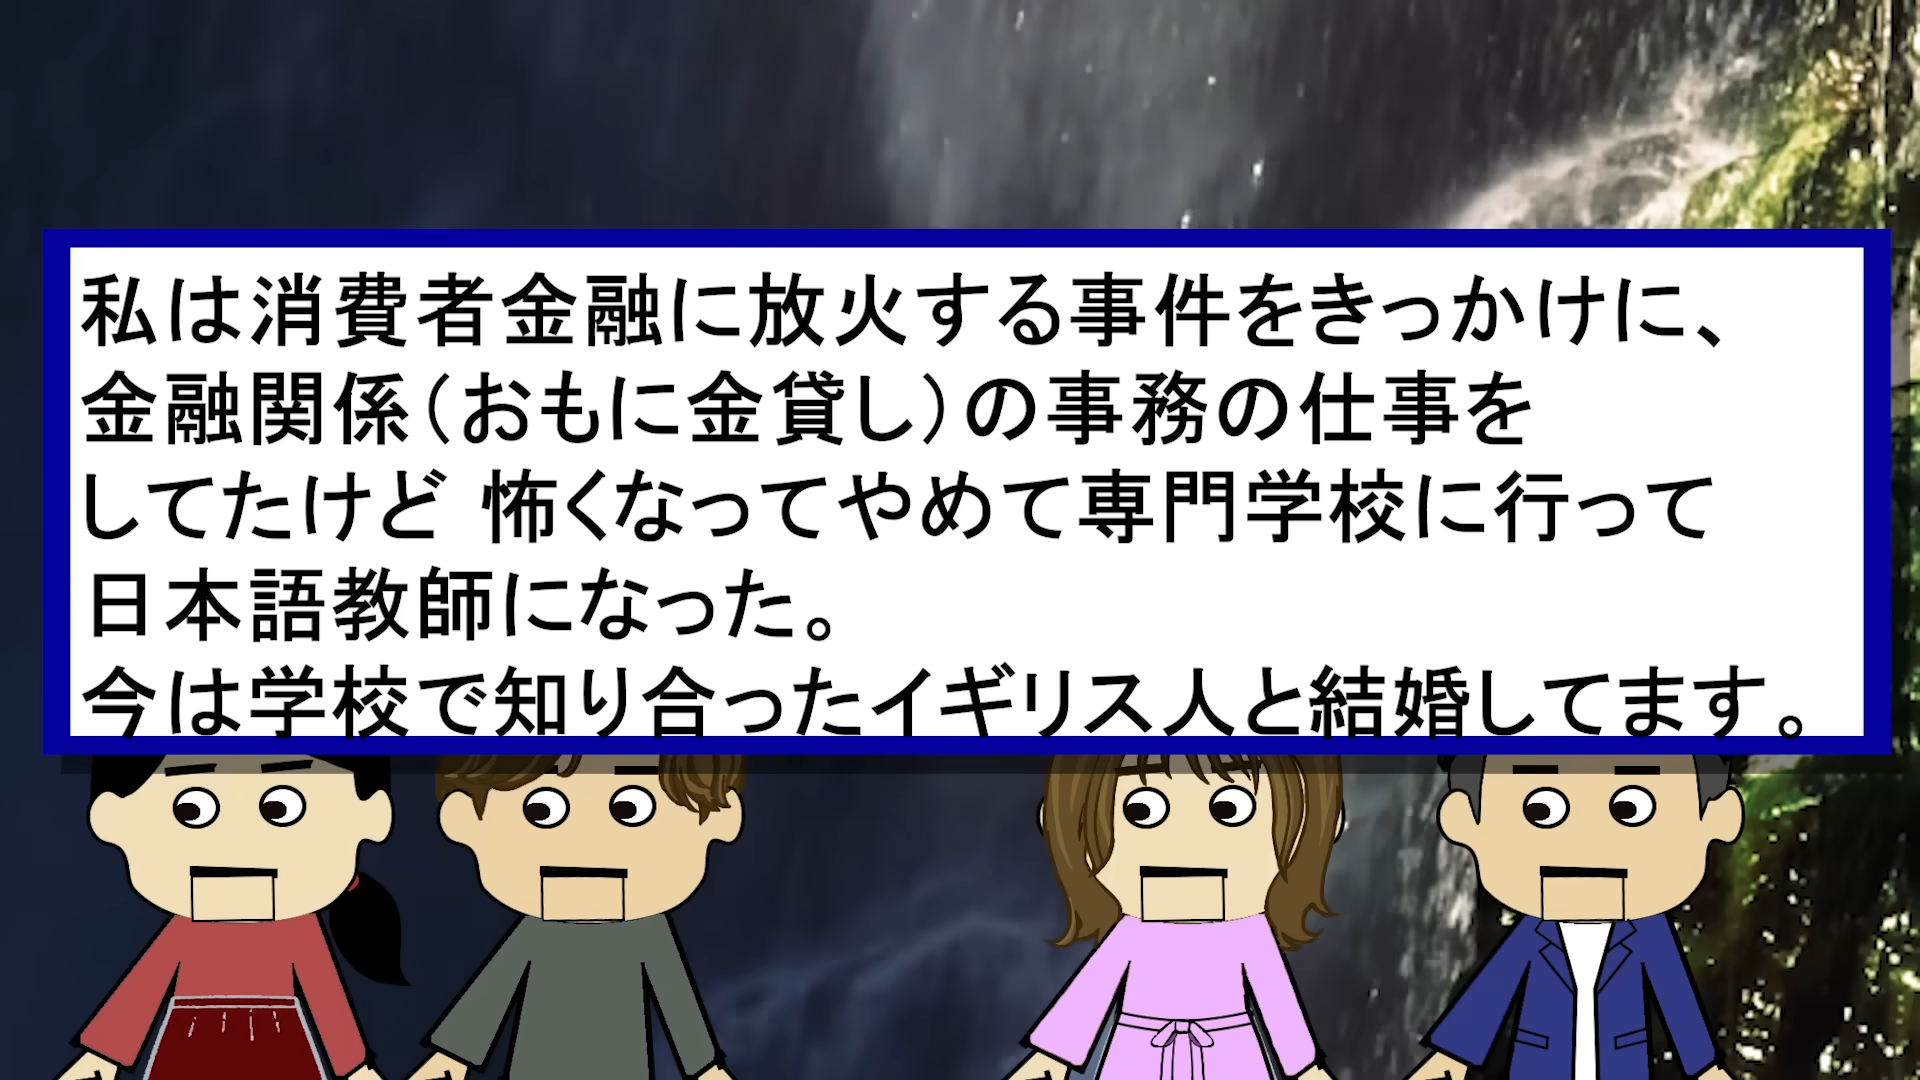 私は消費者金融に放火する事件をきっかけに、
金融関係（おもに金貸し）の事務の仕事を
してたけど 怖くなってやめて専門学校に行って
日本語教師になった。
今は学校で知り合ったイギリス人と結婚してます。